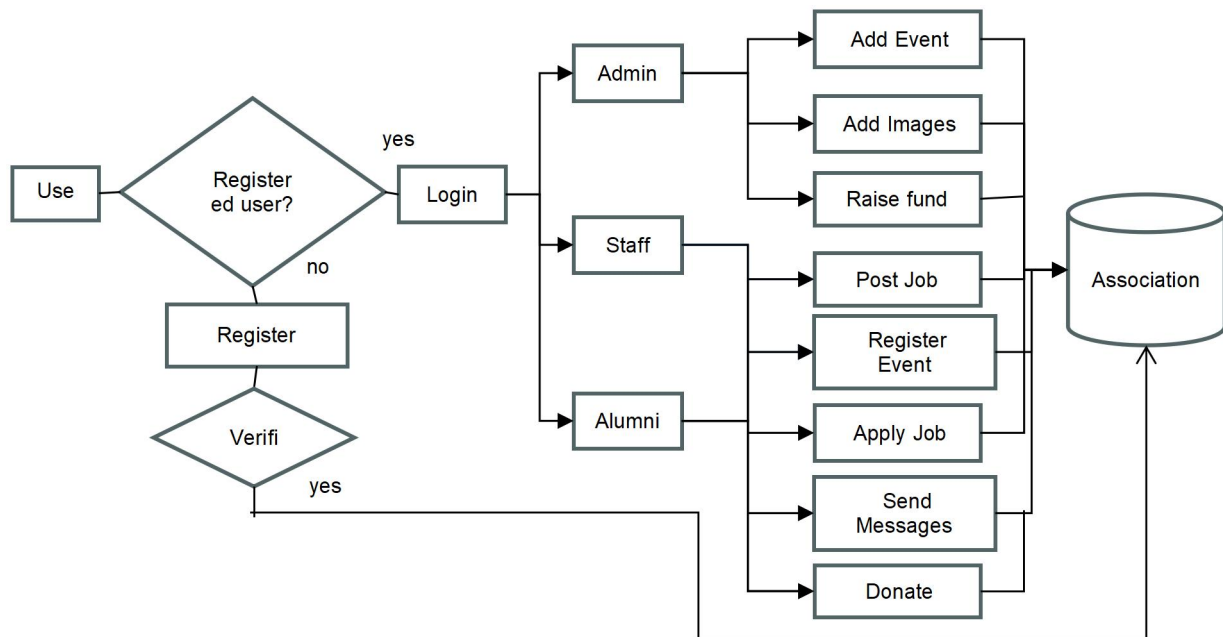 Use
Register
ed user?
yes
no
Register
Verifi
yes
Login
Admin
Staff
Alumni
Add Event
Add Images
Raise fund
Post Job
Register
Event
Apply Job
Send
Messages
Donate
Association